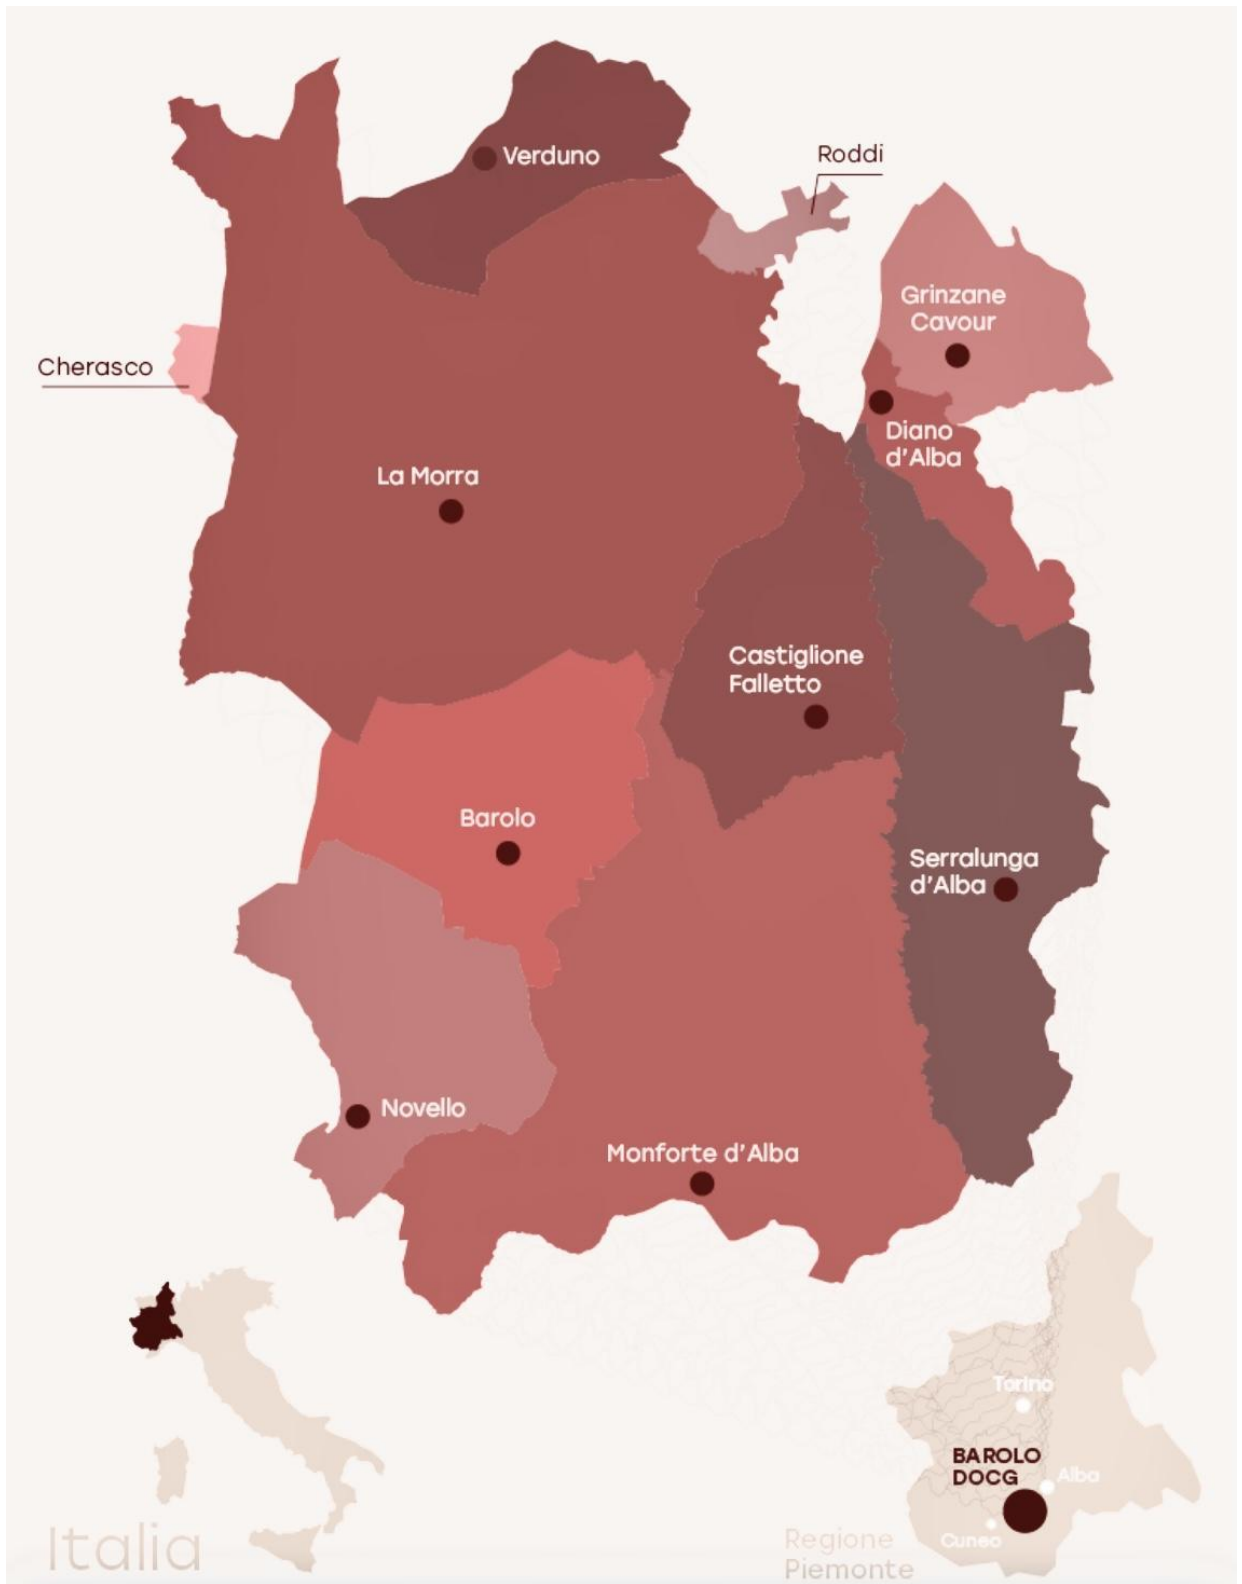 Verduno
Roddi
Grinzane
Cavour
Cherasco
Diano
d'Alba
La Morra
Castiglione
Falletto
Barolo
Serralunga
d'Alba
Novello
Monforte d'Alba
Torino
BAROLO
DOCG
Alba
Cuneo
Italia
Regione
Piemonte